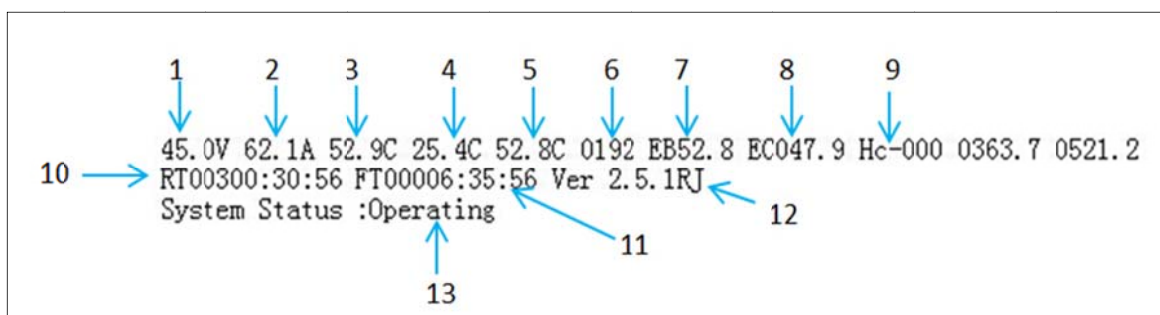 1 2 3 4 5 6 7 8 9
45.0V 62.1A 52.9C 25.4C 52.8C 0192 EB52.8 EC047.9 Hc-000 0363.7 0521.2
10 RT00300:30:56 FT00006:35:56 Ver 2.5.1RJ
System Status :Operating 11 12
13